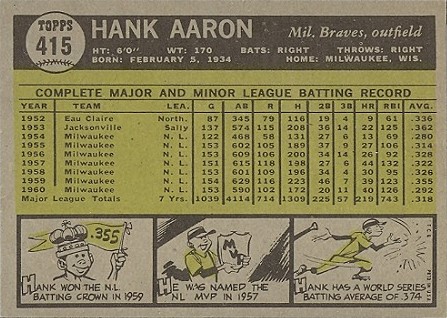 TOPPS
415
HANK AARON
Mil. Braves, outfield
HT: 6'0" WT: 170 BATS: RIGHT THROWS: RIGHT
BORN: FEBRUARY 5, 1934 HOME: MILWAUKEE, WIS.
COMPLETE MAJOR AND MINOR LEAGUE BATTING RECORD
YEAR TEAM LEA. G AB R H 2B 3B HR RBI AVG.
1952 Eau Claire North. 87 345 79 116 19 4 9 61 .336
1953 Jacksonville Sally 137 574 115 208 36 14 22 125 .362
1954 Milwaukee N.L. 122 468 58 131 27 6 13 69 .280
1955 Milwaukee N.L. 153 602 105 189 37 9 27 106 .314
1956 Milwaukee N.L. 153 609 106 200 34 14 26 92 .328
1957 Milwaukee N.L. 151 615 118 198 27 6 44 132 .322
1958 Milwaukee N.L. 153 601 109 196 34 4 30 95 .326
1959 Milwaukee N.L. 154 629 116 223 46 7 39 123 .355
1960 Milwaukee N.L. 153 590 102 172 20 11 40 126 .292
Major League Totals 7 Yrs. 1039 4114 714 1309 225 57 219 743 .318
.355
HANK WON THE N.L.
BATTING CROWN IN 1959
MVP
HE WAS NAMED THE
NL MVP IN 1957
HANK HAS A WORLD SERIES
BATTING AVERAGE OF .374